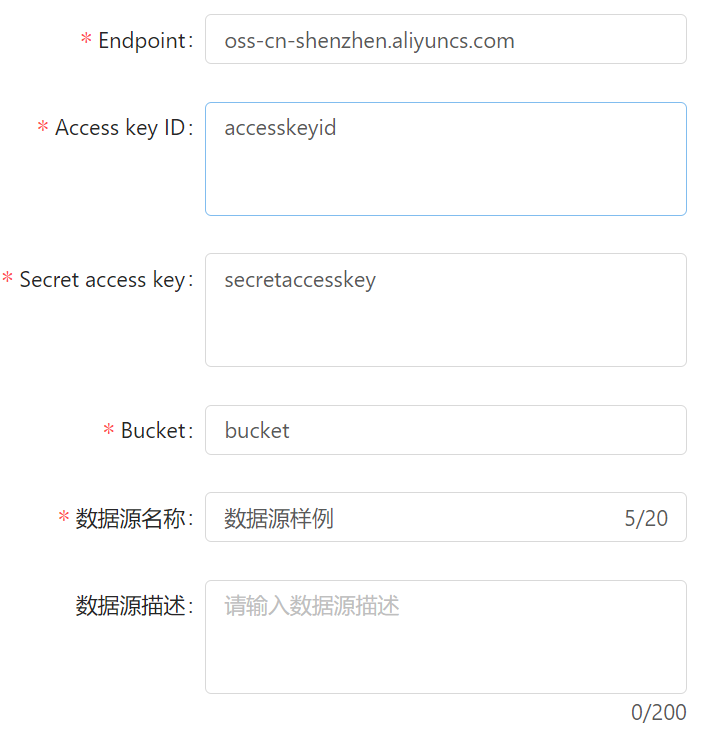 * Endpoint: oss-cn-shenzhen.aliyuncs.com
* Access key ID: accesskeyid
* Secret access key: secretaccesskey
* Bucket: bucket
* 数据源名称: 数据源样例 5/20
数据源描述: 请输入数据源描述
0/200